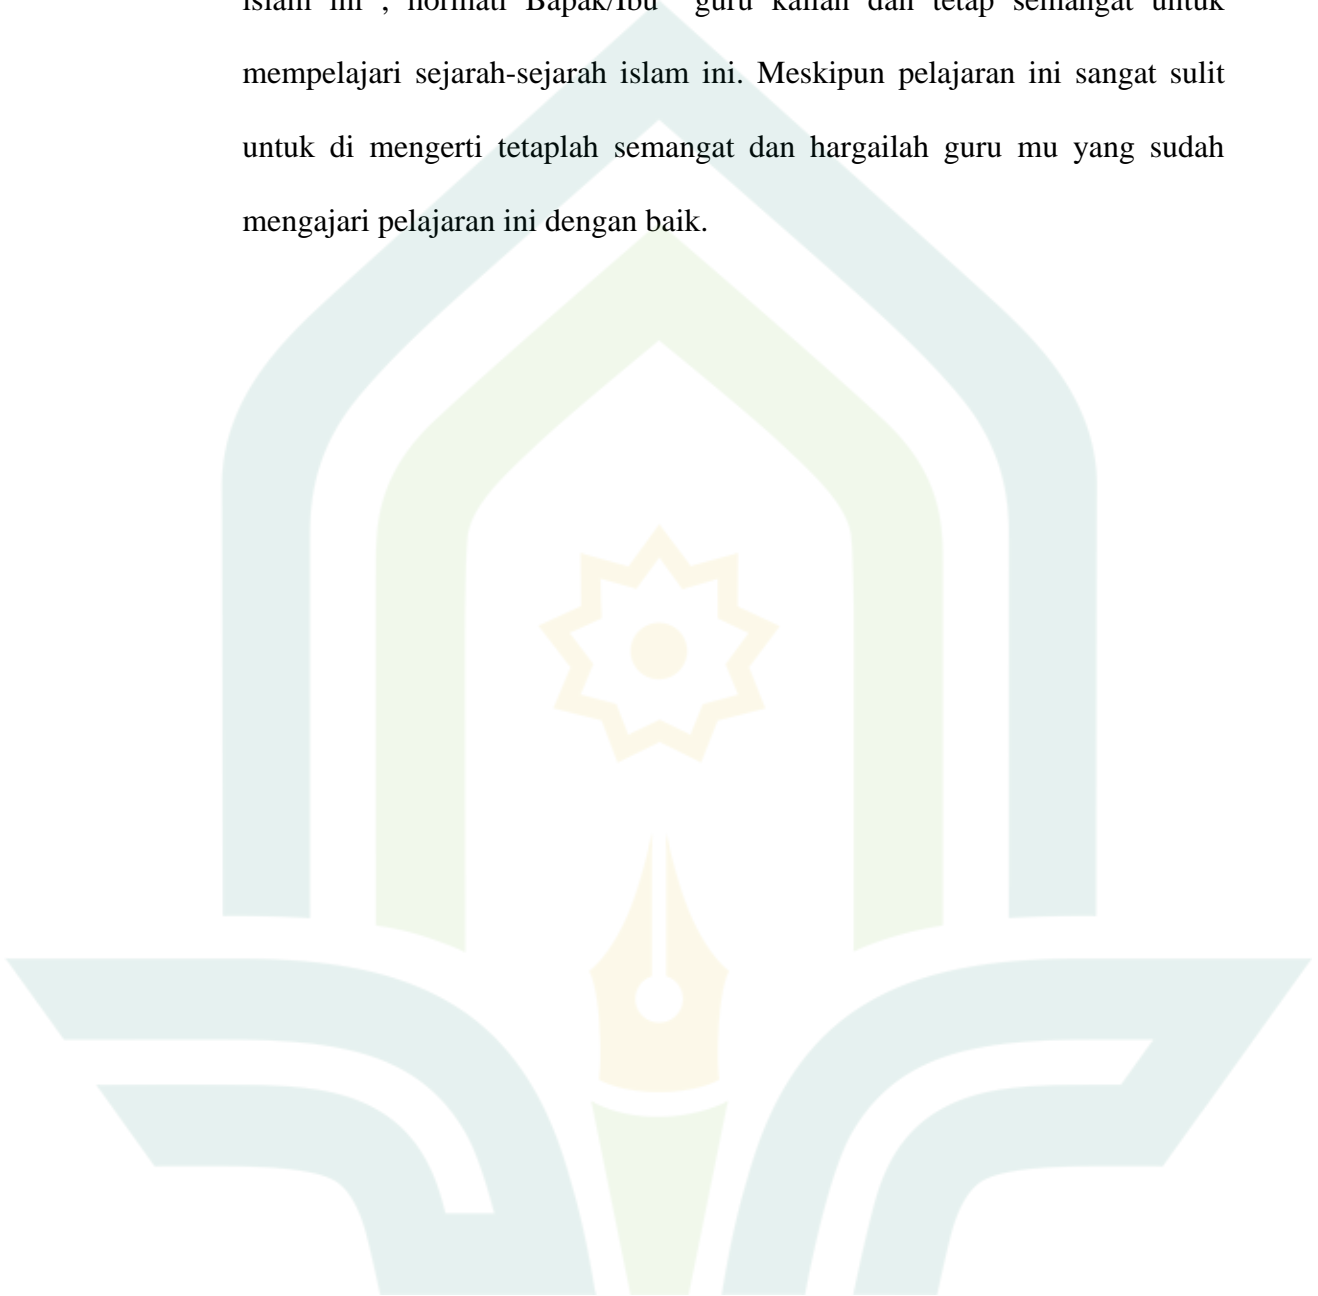 islam ini , hormati Bapak/Ibu guru kalian dan tetap semangat untuk
mempelajari sejarah-sejarah islam ini. Meskipun pelajaran ini sangat sulit
untuk di mengerti tetaplah semangat dan hargailah guru mu yang sudah
mengajari pelajaran ini dengan baik.